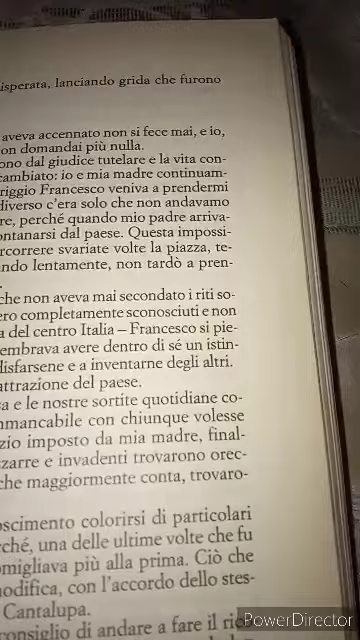 isperata, lanciando grida che furono
aveva accennato non si fece mai, e io,
on domandai più nulla.
ono dal giudice tutelare e la vita con-
cambiato: io e mia madre continuam-
riggio Francesco veniva a prendermi
diverso c'era solo che non andavamo
re, perché quando mio padre arriva-
ontanarsi dal paese. Questa impossi-
rcorrere svariate volte la piazza, te-
ndo lentamente, non tardò a pren-
che non aveva mai secondato i riti so-
ero completamente sconosciuti e non
a del centro Italia – Francesco si pie-
embrava avere dentro di sé un istin-
disfarsene e a inventarne degli altri.
attrazione del paese.
sa e le nostre sortite quotidiane co-
mmancabile con chiunque volesse
zio imposto da mia madre, final-
zzarre e invadenti trovarono orec-
che maggiormente conta, trovaro-
oscimento colorirsi di particolari
rché, una delle ultime volte che fu
omigliava più alla prima. Ciò che
odifica, con l'accordo dello stes-
Cantalupa.
consiglio di andare a fare il
PowerDirector